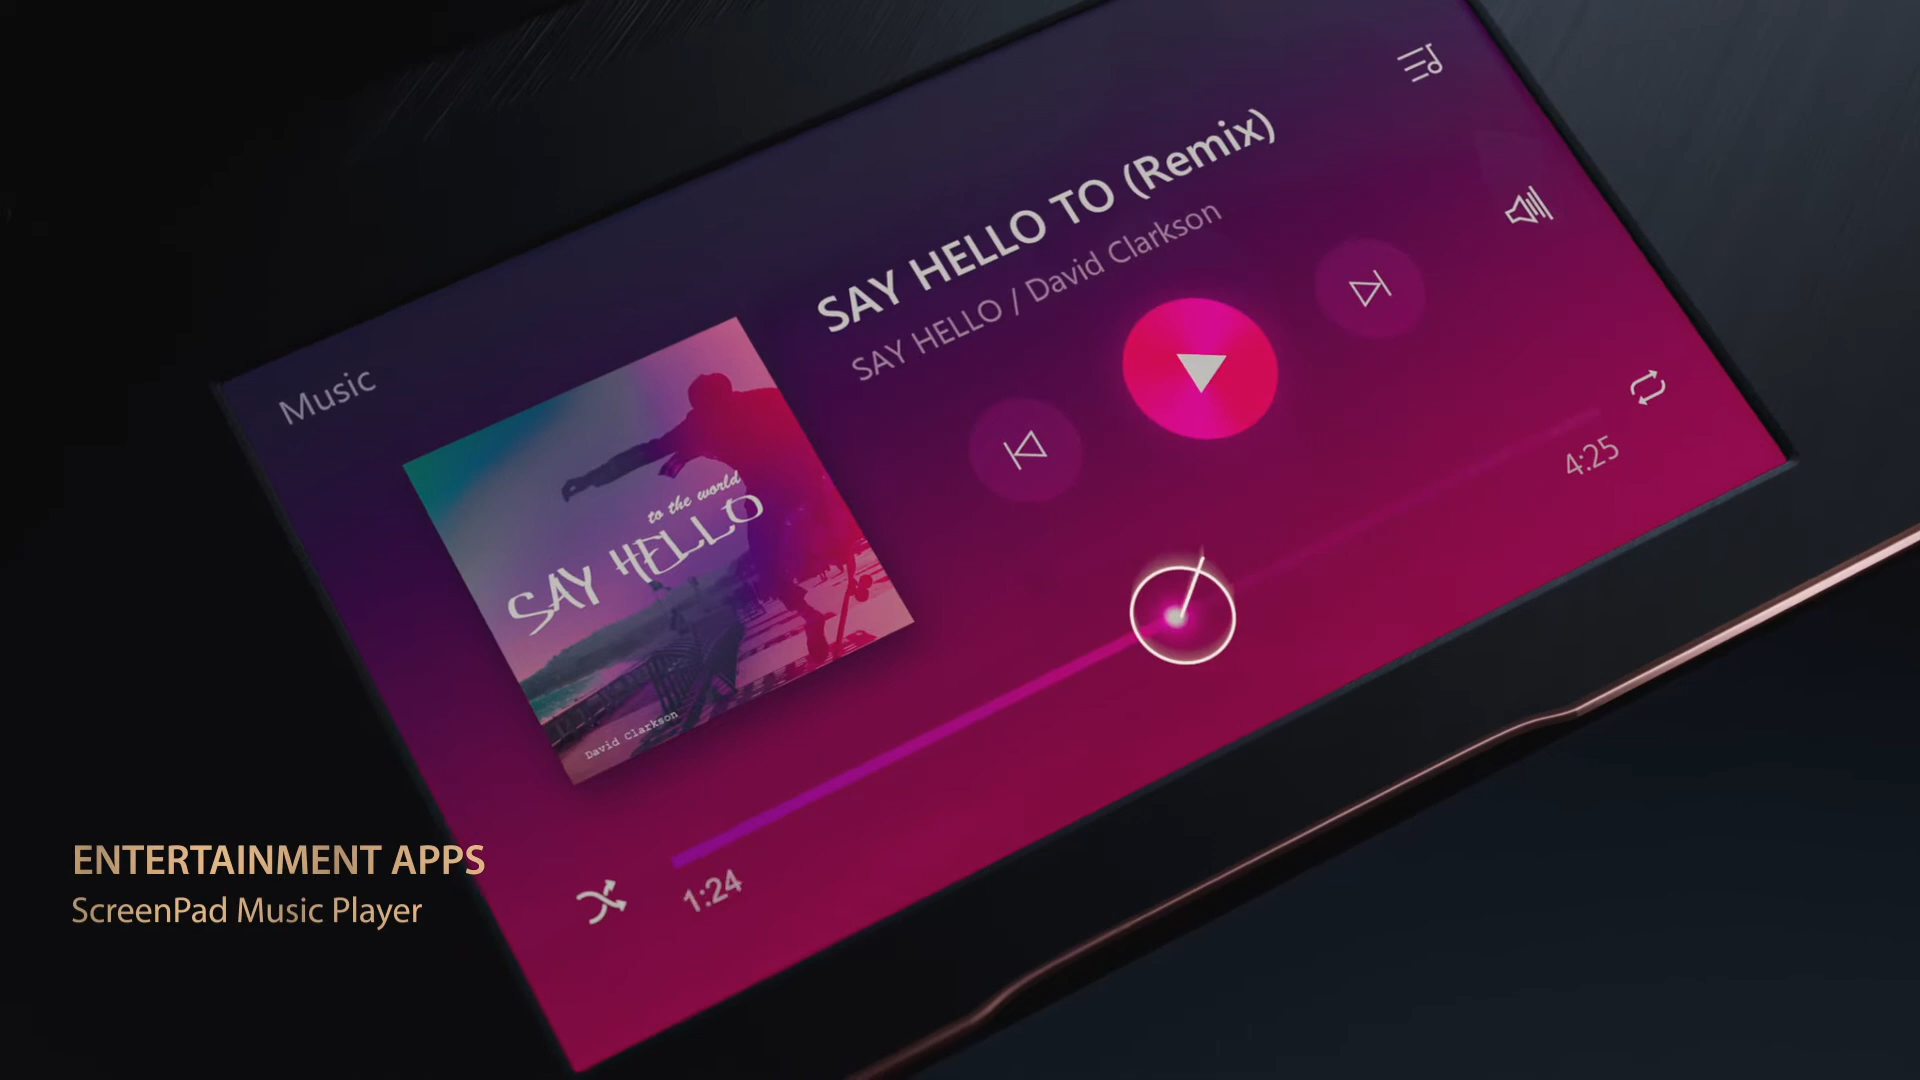 Music
SAY HELLO TO (Remix)
SAY HELLO / David Clarkson
to the world
SAY HELLO
David Clarkson
4:25
1:24
ENTERTAINMENT APPS
ScreenPad Music Player